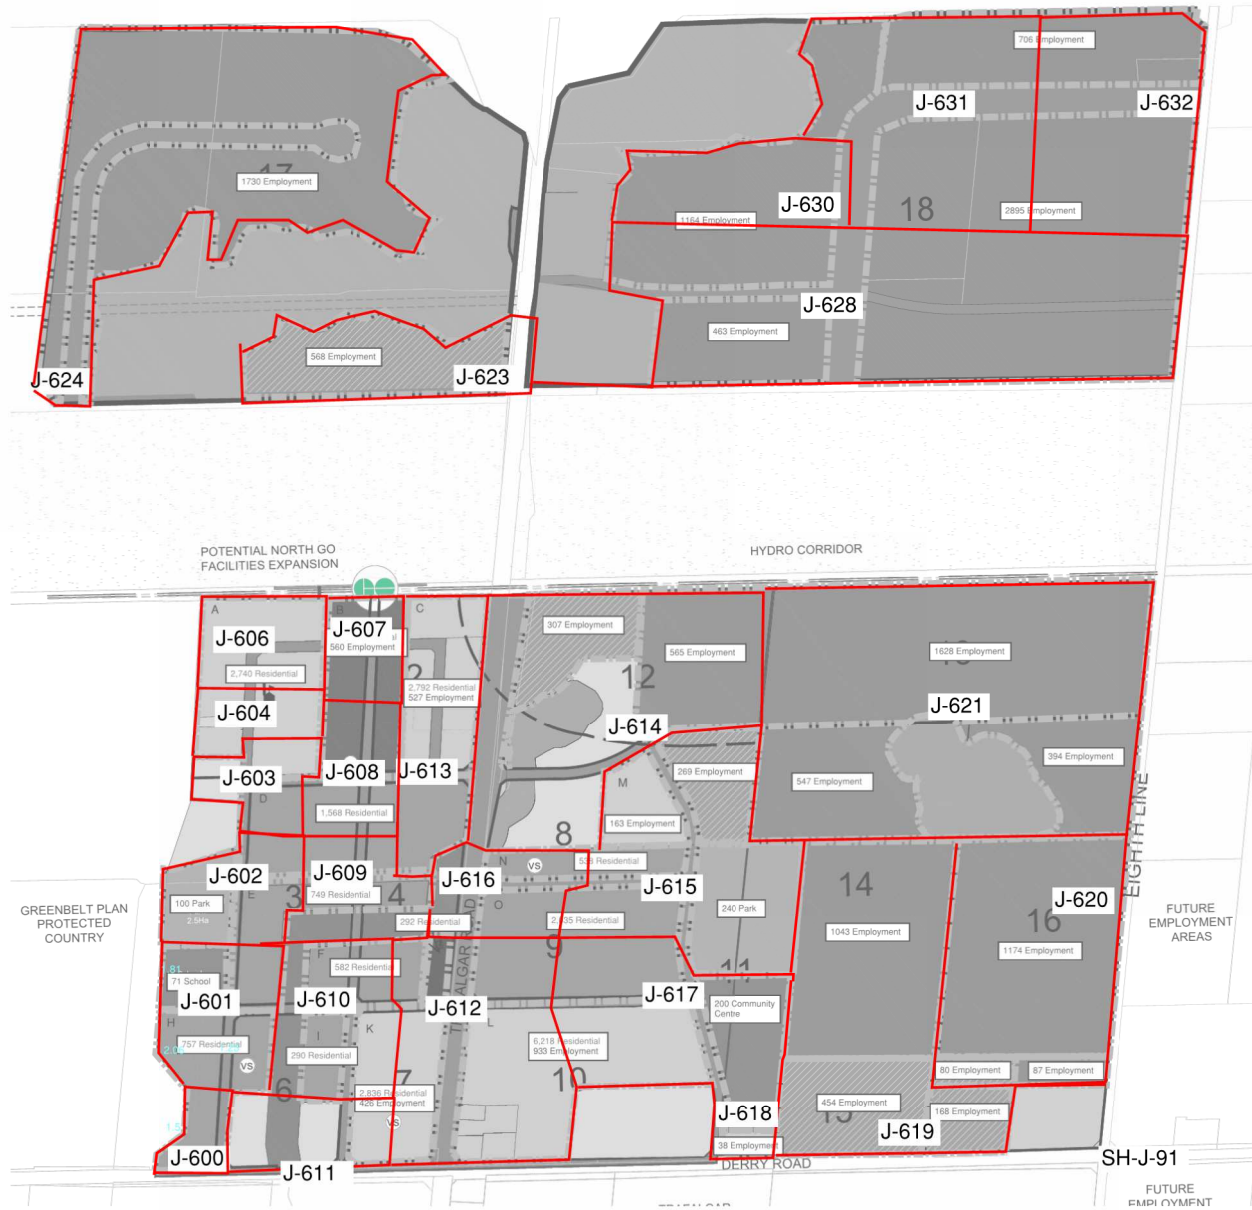 706 Employment
J-631
J-632
17
1730 Employment
J-630
18
1164 Employment
2895 Employment
J-628
463 Employment
568 Employment
J-624
J-623
POTENTIAL NORTH GO
FACILITIES EXPANSION
HYDRO CORRIDOR
A
B
C
J-606
J-607
560 Employment
307 Employment
565 Employment
1628 Employment
2,740 Residential
2
2,792 Residential
527 Employment
12
J-604
J-614
J-621
J-603
J-608
J-613
269 Employment
547 Employment
394 Employment
D
M
1,568 Residential
163 Employment
8
EIGHTH LINE
N
VS
J-602
J-609
J-616
J-615
14
J-620
E
3
749 Residential
4
O
100 Park
2.5Ha
240 Park
GREENBELT PLAN
PROTECTED
COUNTRY
292 Residential
16
FUTURE
EMPLOYMENT
AREAS
1043 Employment
1174 Employment
9
F
582 Residential
11
71 School
J-601
J-610
J-612
J-617
200 Community
Centre
H
I
K
L
757 Residential
290 Residential
6,218 Residential
933 Employment
VS
80 Employment
87 Employment
6
7
10
2,836 Residential
426 Employment
VS
454 Employment
168 Employment
J-618
J-619
38 Employment
J-600
J-611
DERRY ROAD
SH-J-91
FUTURE
EMPLOYMENT